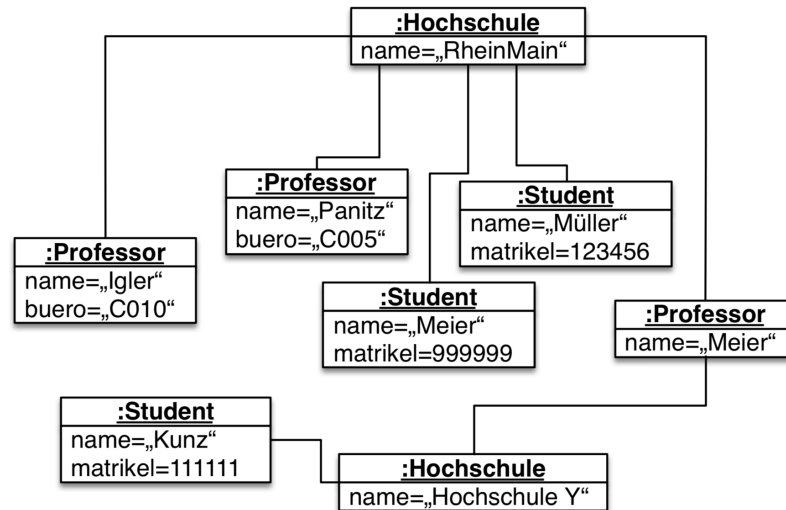 :Hochschule
name=„RheinMain“
:Professor
name=„Panitz“
buero=„C005“
:Student
name=„Müller“
matrikel=123456
:Professor
name=„Igler“
buero=„C010“
:Student
name=„Meier“
matrikel=999999
:Professor
name=„Meier“
:Student
name=„Kunz“
matrikel=111111
:Hochschule
name=„Hochschule Y“